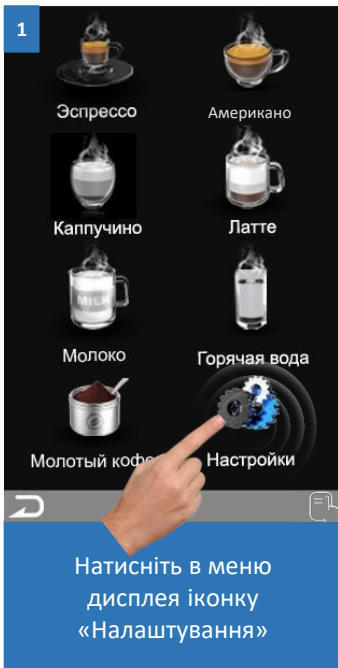 1
Эспрессо
Американо
Каппучино
Латте
MILK
Молоко
Горячая вода
Молотый кофе
Настройки
Натисніть в меню
дисплея іконку
«Налаштування»